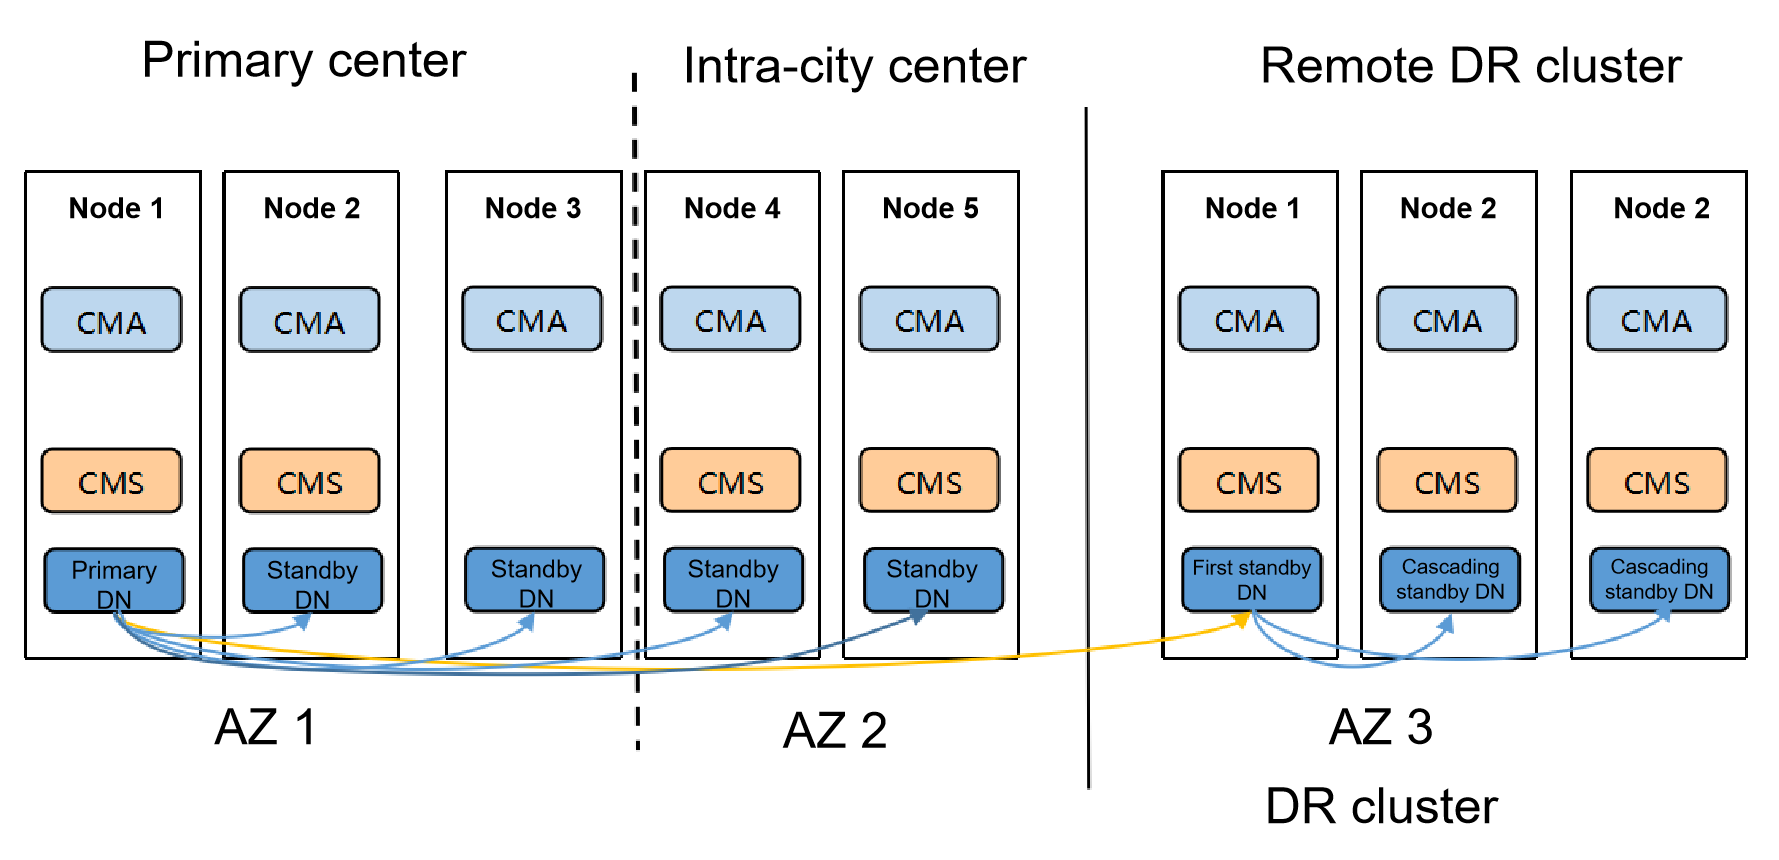 Primary center
Intra-city center
Remote DR cluster
Node 1
Node 2
Node 3
Node 4
Node 5
Node 1
Node 2
Node 2
CMA
CMA
CMA
CMA
CMA
CMA
CMA
CMA
CMS
CMS
CMS
CMS
CMS
CMS
CMS
Primary
DN
Standby
DN
Standby
DN
Standby
DN
Standby
DN
First standby
DN
Cascading
standby DN
Cascading
standby DN
AZ 1
AZ 2
AZ 3
DR cluster